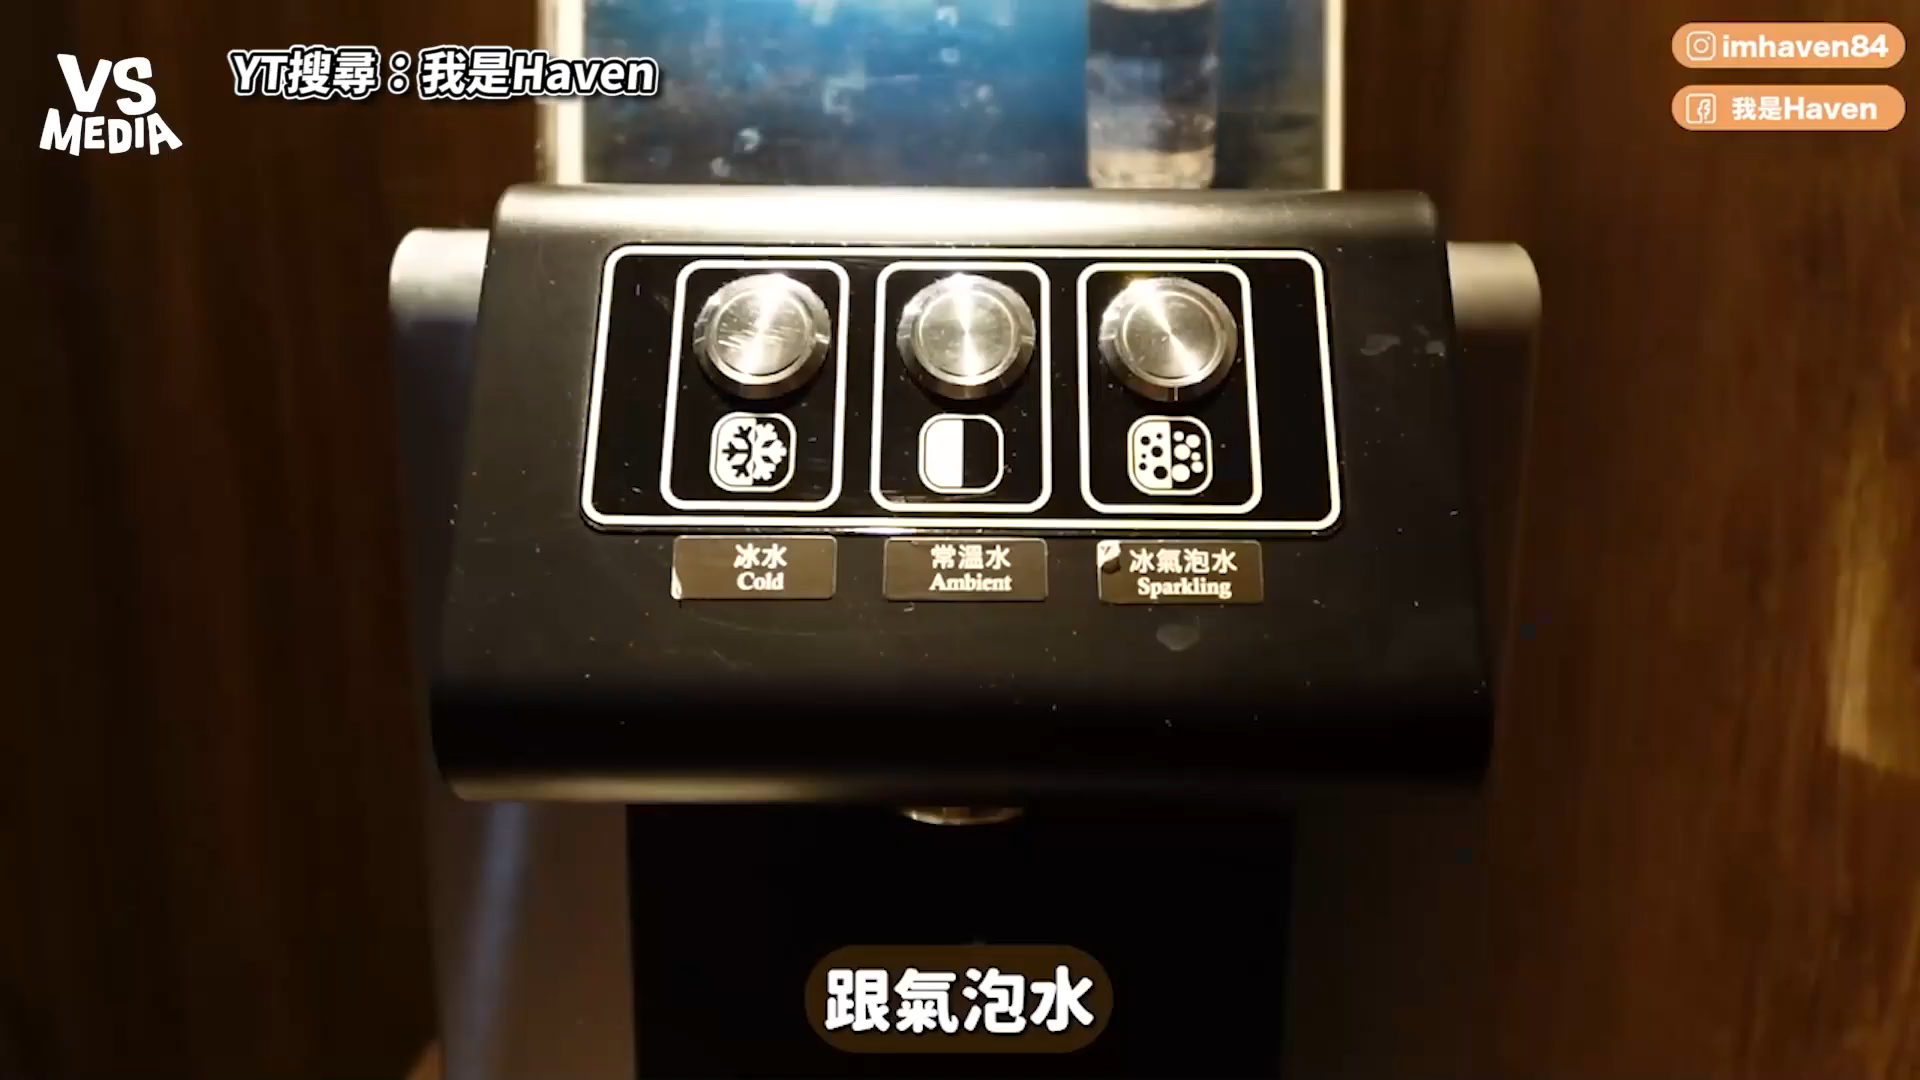 VS
MEDIA
YT搜尋：我是Haven
imhaven84
我是Haven
冰水
Cold
常溫水
Ambient
冰氣泡水
Sparkling
跟氣泡水